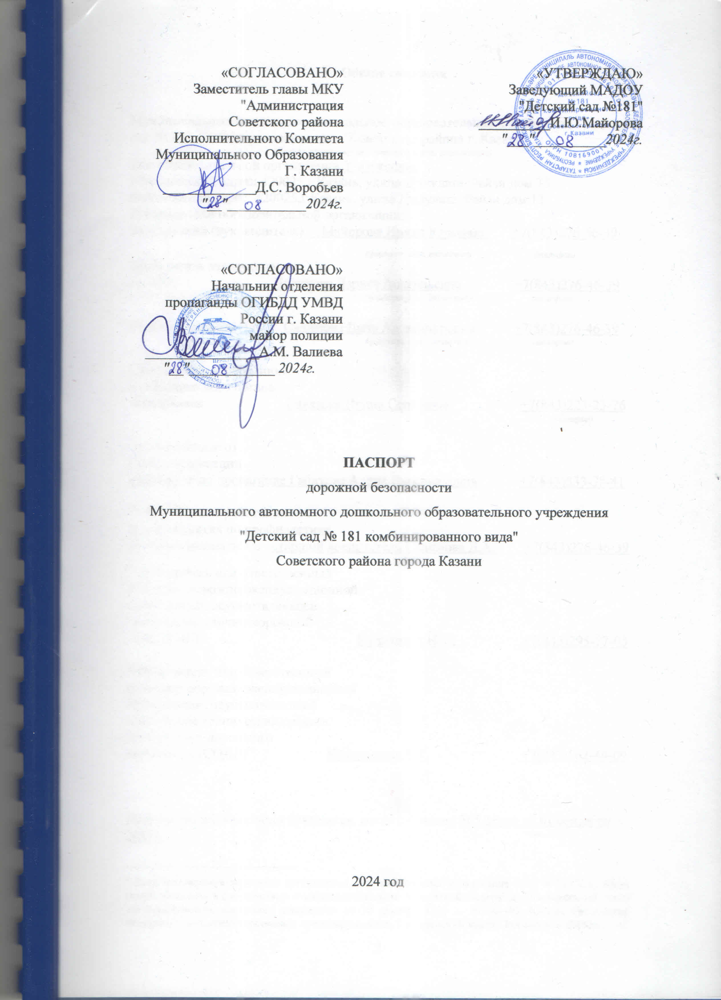 «СОГЛАСОВАНО»
Заместитель главы МКУ
"Администрация
Советского района
Исполнительного Комитета
Муниципального Образования
Г. Казани
Д.С. Воробьев
"28" 08 2024г.
«УТВЕРЖДАЮ»
Заведующий МАДОУ
"Детский сад №181"
И.Ю.Майорова
"28" 08 2024г.
«СОГЛАСОВАНО»
Начальник отделения
пропаганды ОГИБДД УМВД
России г. Казани
майор полиции
А.М. Валиева
"28" 08 2024г.
ПАСПОРТ
дорожной безопасности
Муниципального автономного дошкольного образовательного учреждения
"Детский сад № 181 комбинированного вида"
Советского района города Казани
2024 год